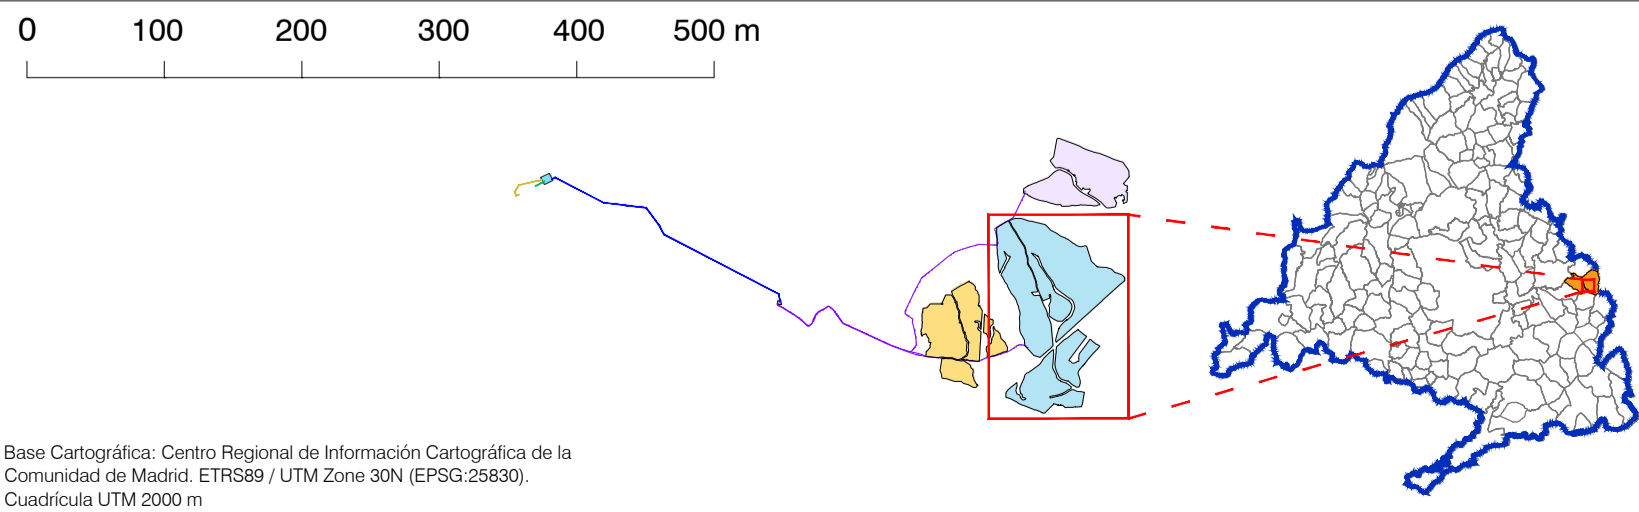 0 100 200 300 400 500 m
Base Cartográfica: Centro Regional de Información Cartográfica de la
Comunidad de Madrid. ETRS89 / UTM Zone 30N (EPSG:25830).
Cuadrícula UTM 2000 m